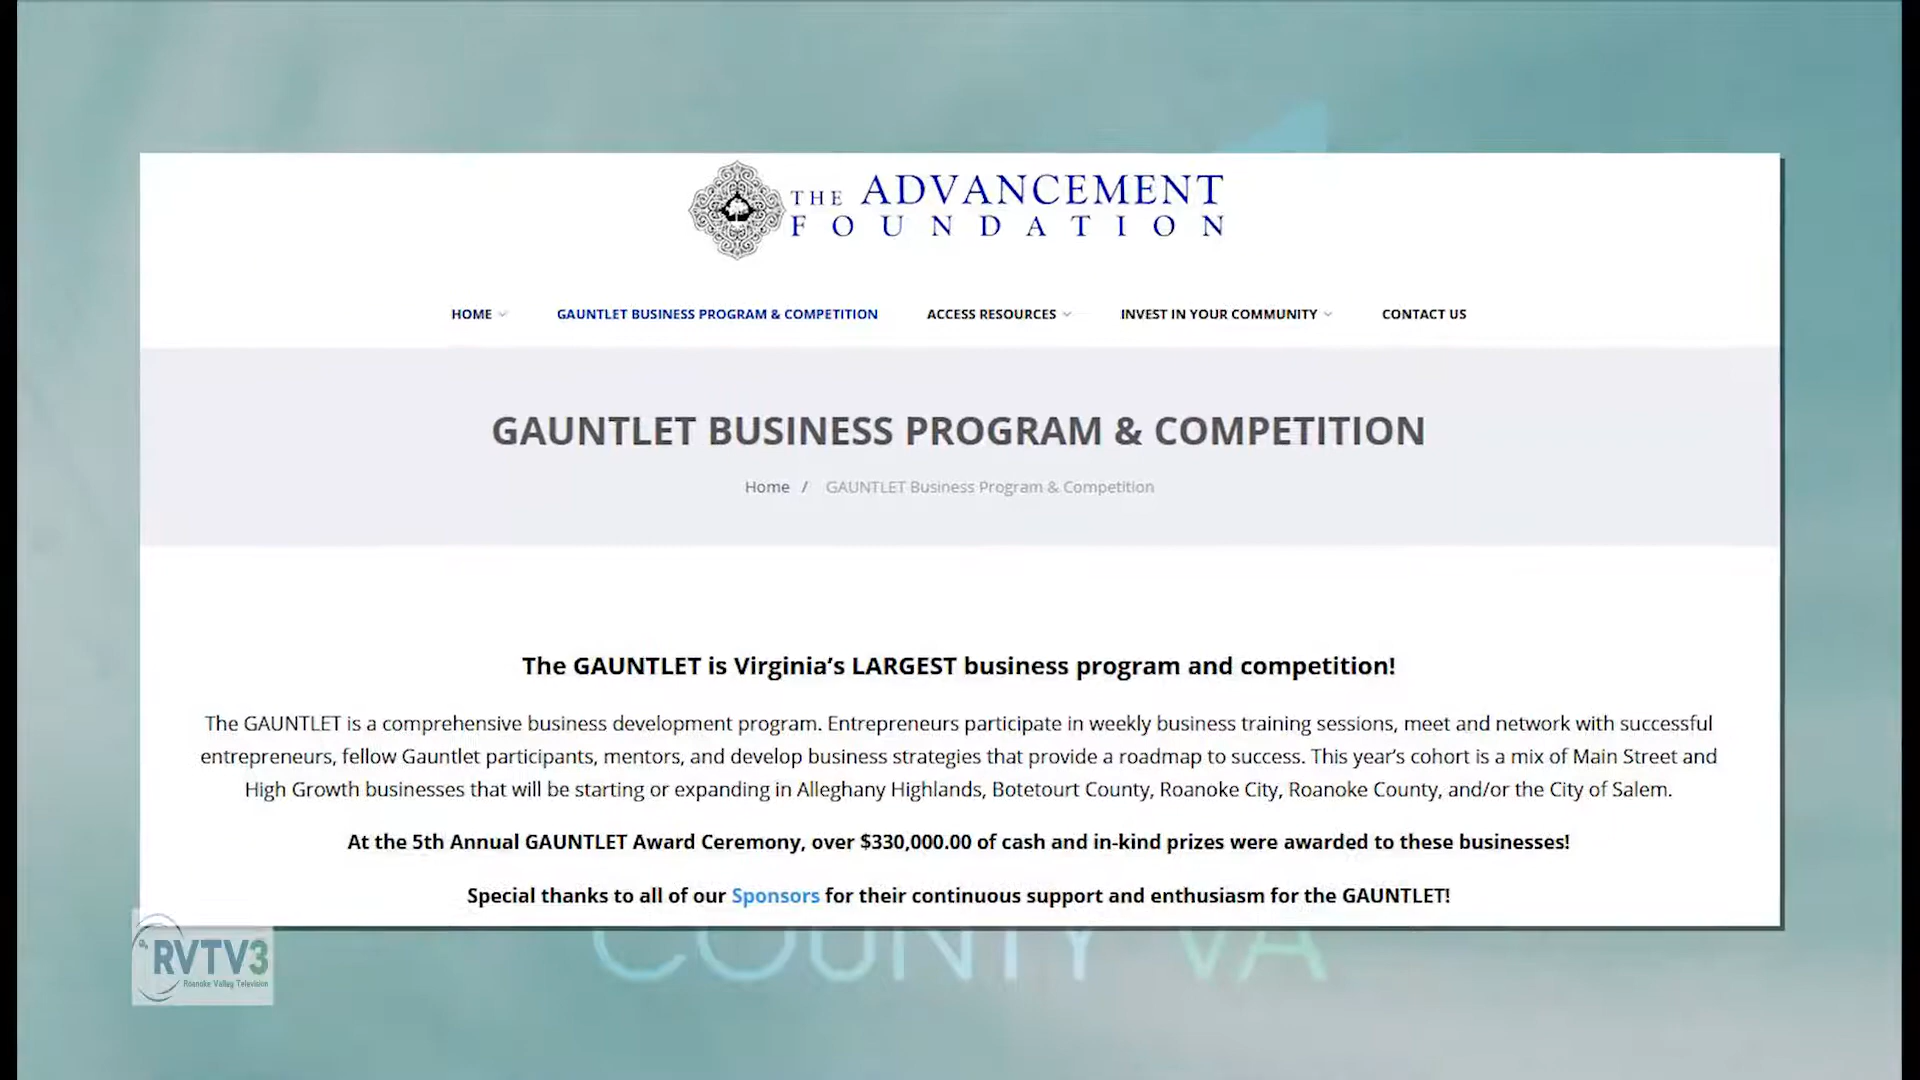 THE ADVANCEMENT
FOUNDATION
HOME
GAUNTLET BUSINESS PROGRAM & COMPETITION
ACCESS RESOURCES
INVEST IN YOUR COMMUNITY
CONTACT US
GAUNTLET BUSINESS PROGRAM & COMPETITION
Home / GAUNTLET Business Program & Competition
The GAUNTLET is Virginia’s LARGEST business program and competition!
The GAUNTLET is a comprehensive business development program. Entrepreneurs participate in weekly business training sessions, meet and network with successful
entrepreneurs, fellow Gauntlet participants, mentors, and develop business strategies that provide a roadmap to success. This year’s cohort is a mix of Main Street and
High Growth businesses that will be starting or expanding in Alleghany Highlands, Botetourt County, Roanoke City, Roanoke County, and/or the City of Salem.
At the 5th Annual GAUNTLET Award Ceremony, over $330,000.00 of cash and in-kind prizes were awarded to these businesses!
Special thanks to all of our Sponsors for their continuous support and enthusiasm for the GAUNTLET!
COUNTY VA
RVTV3
Roanoke Valley Television